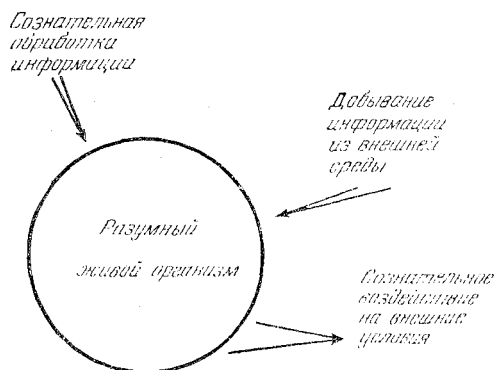 Сознательная
обработка
информации
Добывание
информации
из внешней
среды
Разумный
живой организм
Сознательное
воздействие
на внешние
условия